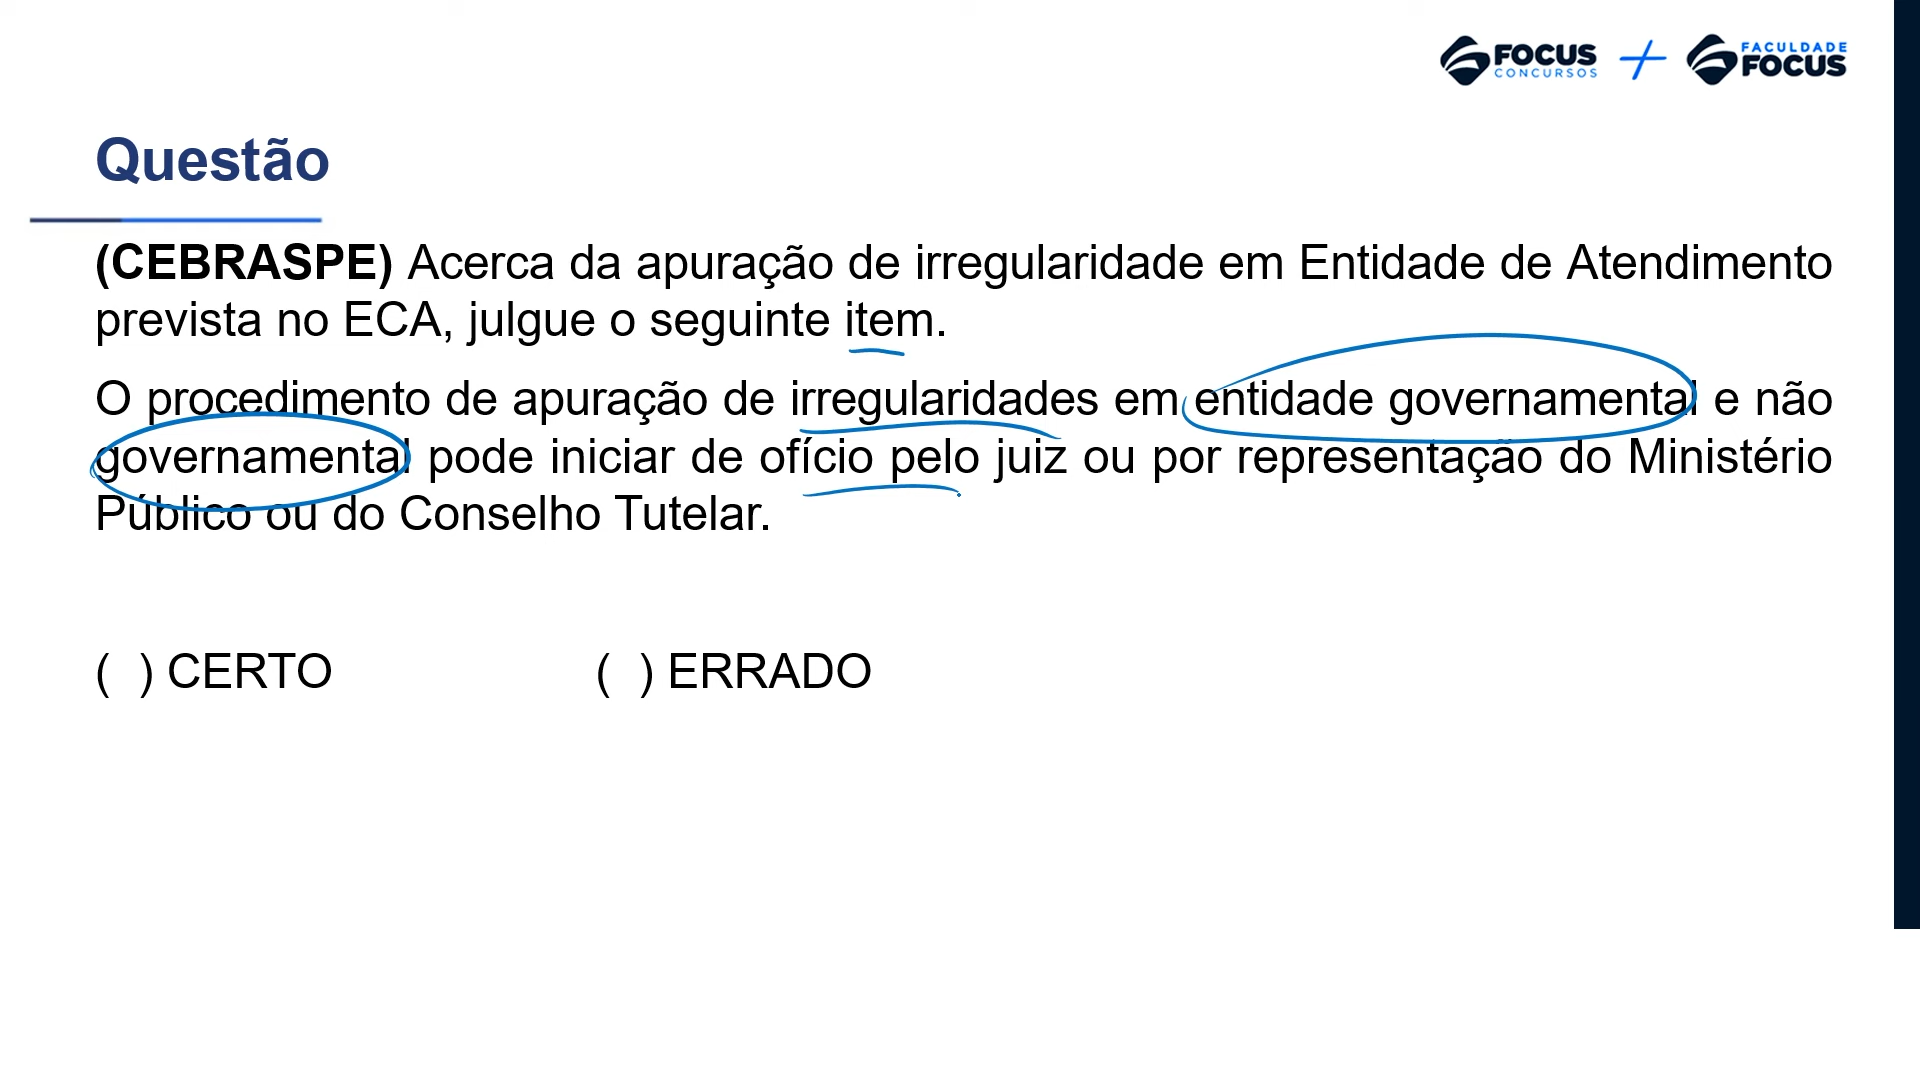 FOCUS CONCURSOS FACULDADE FOCUS
Questão
(CEBRASPE) Acerca da apuração de irregularidade em Entidade de Atendimento
prevista no ECA, julgue o seguinte item.
O procedimento de apuração de irregularidades em entidade governamental e não
governamental pode iniciar de ofício pelo juiz ou por representação do Ministério
Público ou do Conselho Tutelar.
( ) CERTO ( ) ERRADO